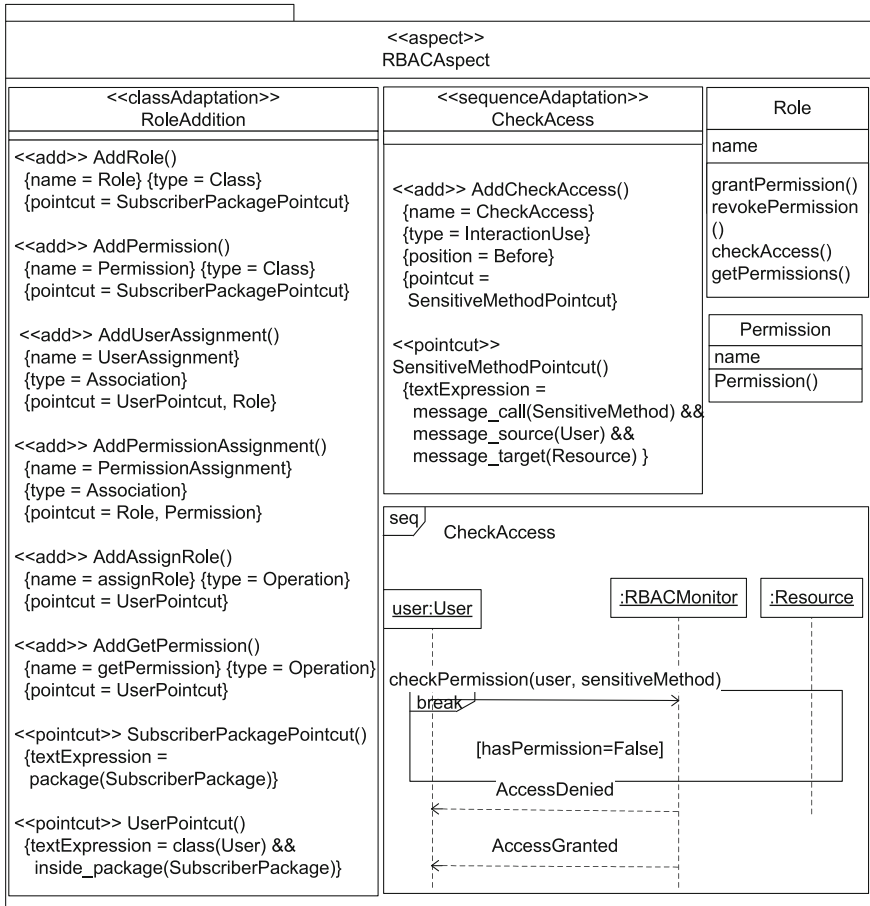 <<aspect>>
RBACAspect
<<classAdaptation>>
RoleAddition
<<add>> AddRole()
{name = Role} {type = Class}
{pointcut = SubscriberPackagePointcut}
<<add>> AddPermission()
{name = Permission} {type = Class}
{pointcut = SubscriberPackagePointcut}
<<add>> AddUserAssignment()
{name = UserAssignment}
{type = Association}
{pointcut = UserPointcut, Role}
<<add>> AddPermissionAssignment()
{name = PermissionAssignment}
{type = Association}
{pointcut = Role, Permission}
<<add>> AddAssignRole()
{name = assignRole} {type = Operation}
{pointcut = UserPointcut}
<<add>> AddGetPermission()
{name = getPermission} {type = Operation}
{pointcut = UserPointcut}
<<pointcut>> SubscriberPackagePointcut()
{textExpression =
package(SubscriberPackage)}
<<pointcut>> UserPointcut()
{textExpression = class(User) &&
inside_package(SubscriberPackage)}
<<sequenceAdaptation>>
CheckAcess
<<add>> AddCheckAccess()
{name = CheckAccess}
{type = InteractionUse}
{position = Before}
{pointcut =
SensitiveMethodPointcut}
<<pointcut>>
SensitiveMethodPointcut()
{textExpression =
message_call(SensitiveMethod) &&
message_source(User) &&
message_target(Resource) }
Role
name
grantPermission()
revokePermission
()
checkAccess()
getPermissions()
Permission
name
Permission()
seq
CheckAccess
user:User
:RBACMonitor
:Resource
checkPermission(user, sensitiveMethod)
break
[hasPermission=False]
AccessDenied
AccessGranted